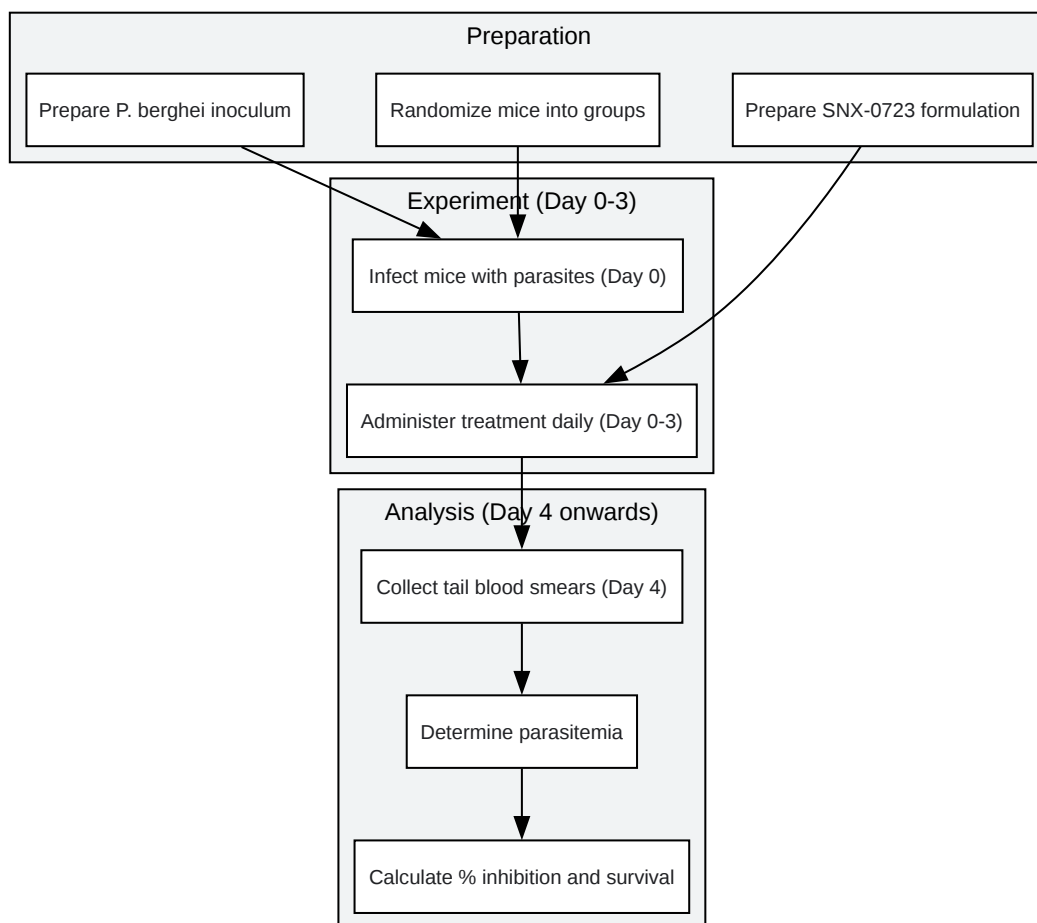 Preparation
Prepare P. berghei inoculum
Randomize mice into groups
Prepare SNX-0723 formulation
Experiment (Day 0-3)
Infect mice with parasites (Day 0)
Administer treatment daily (Day 0-3)
Analysis (Day 4 onwards)
Collect tail blood smears (Day 4)
Determine parasitemia
Calculate % inhibition and survival